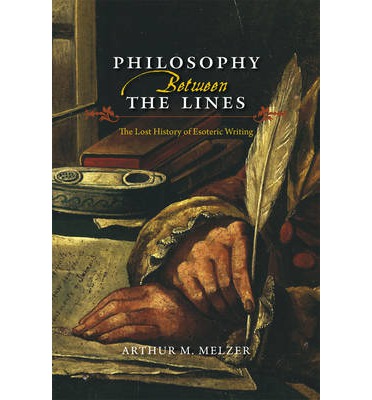 PHILOSOPHY
Between
THE LINES
The Lost History of Esoteric Writing
ARTHUR M. MELZER